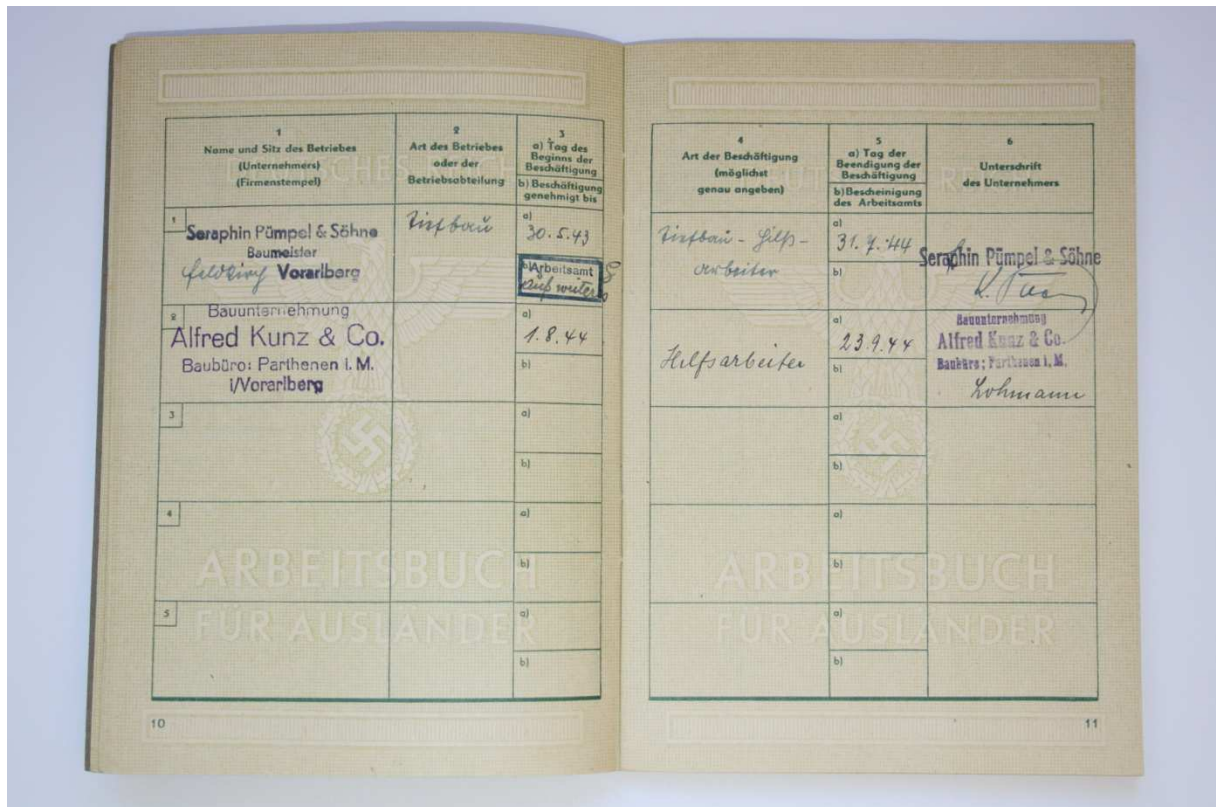 1
Name und Sitz des Betriebes
(Unternehmers)
(Firmenstempel)
2
Art des Betriebes
oder der
Betriebsabteilung
3
a) Tag des
Beginns der
Beschäftigung
b) Beschäftigung
genehmigt bis
1
Seraphin Pümpel & Söhne
Baumeister
Feldkirch Vorarlberg
Tiefbau
a)
30.5.43
b) Arbeitsamt
auf weiteres
2
Bauunternehmung
Alfred Kunz & Co.
Baubüro: Parthenen i. M.
i/Vorarlberg
a)
1.8.44
b)
3
a)
b)
4
a)
b)
5
a)
b)
DEUTSCHES REICH
ARBEITSBUCH
FÜR AUSLÄNDER
10
4
Art der Beschäftigung
(möglichst
genau angeben)
5
a) Tag der
Beendigung der
Beschäftigung
b) Bescheinigung
des Arbeitsamts
6
Unterschrift
des Unternehmers
Tiefbau - Hilfs-
arbeiter
a)
31.7.44
b)
Seraphin Pümpel & Söhne
Hilfsarbeiter
a)
23.9.44
b)
Bauunternehmung
Alfred Kunz & Co.
Baubüro: Parthenen i. M.
Lohmann
a)
b)
a)
b)
a)
b)
ARBEITSBUCH
FÜR AUSLÄNDER
11